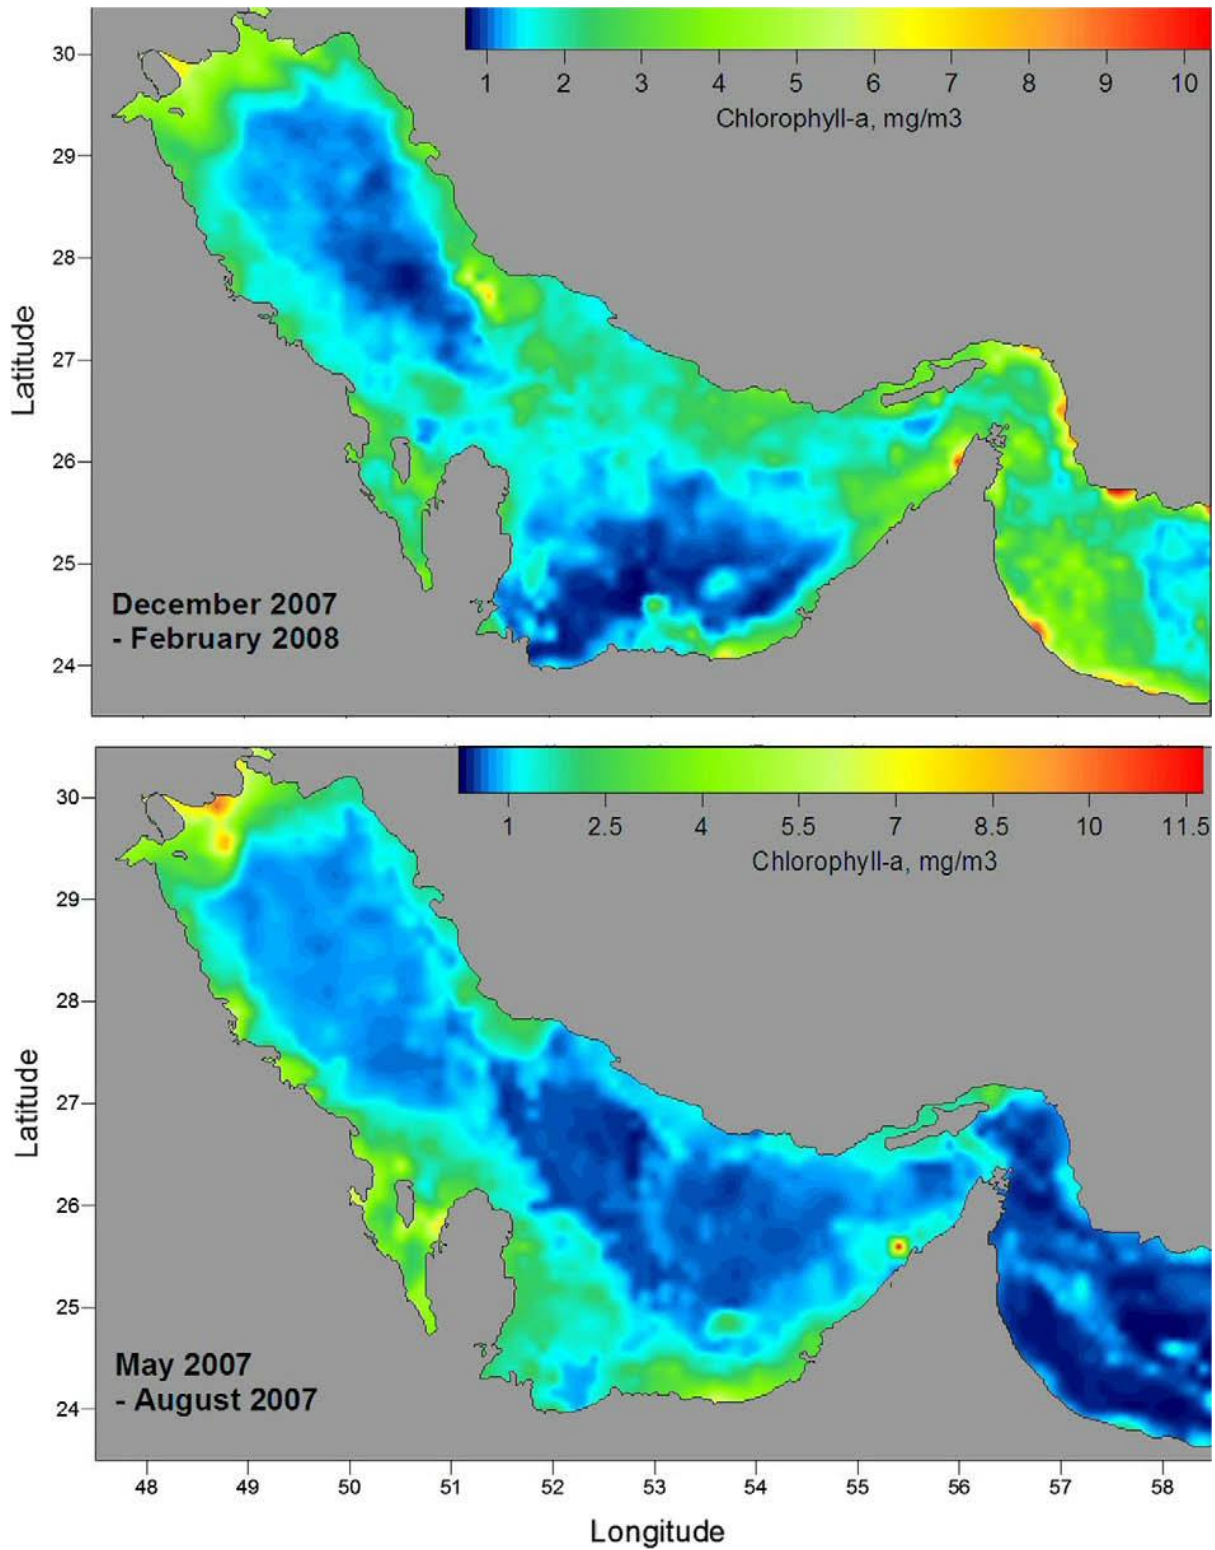 30
29
28
27
26
25
24
Latitude
1 2 3 4 5 6 7 8 9 10
Chlorophyll-a, mg/m3
December 2007
- February 2008
30
29
28
27
26
25
24
Latitude
1 2.5 4 5.5 7 8.5 10 11.5
Chlorophyll-a, mg/m3
May 2007
- August 2007
48 49 50 51 52 53 54 55 56 57 58
Longitude